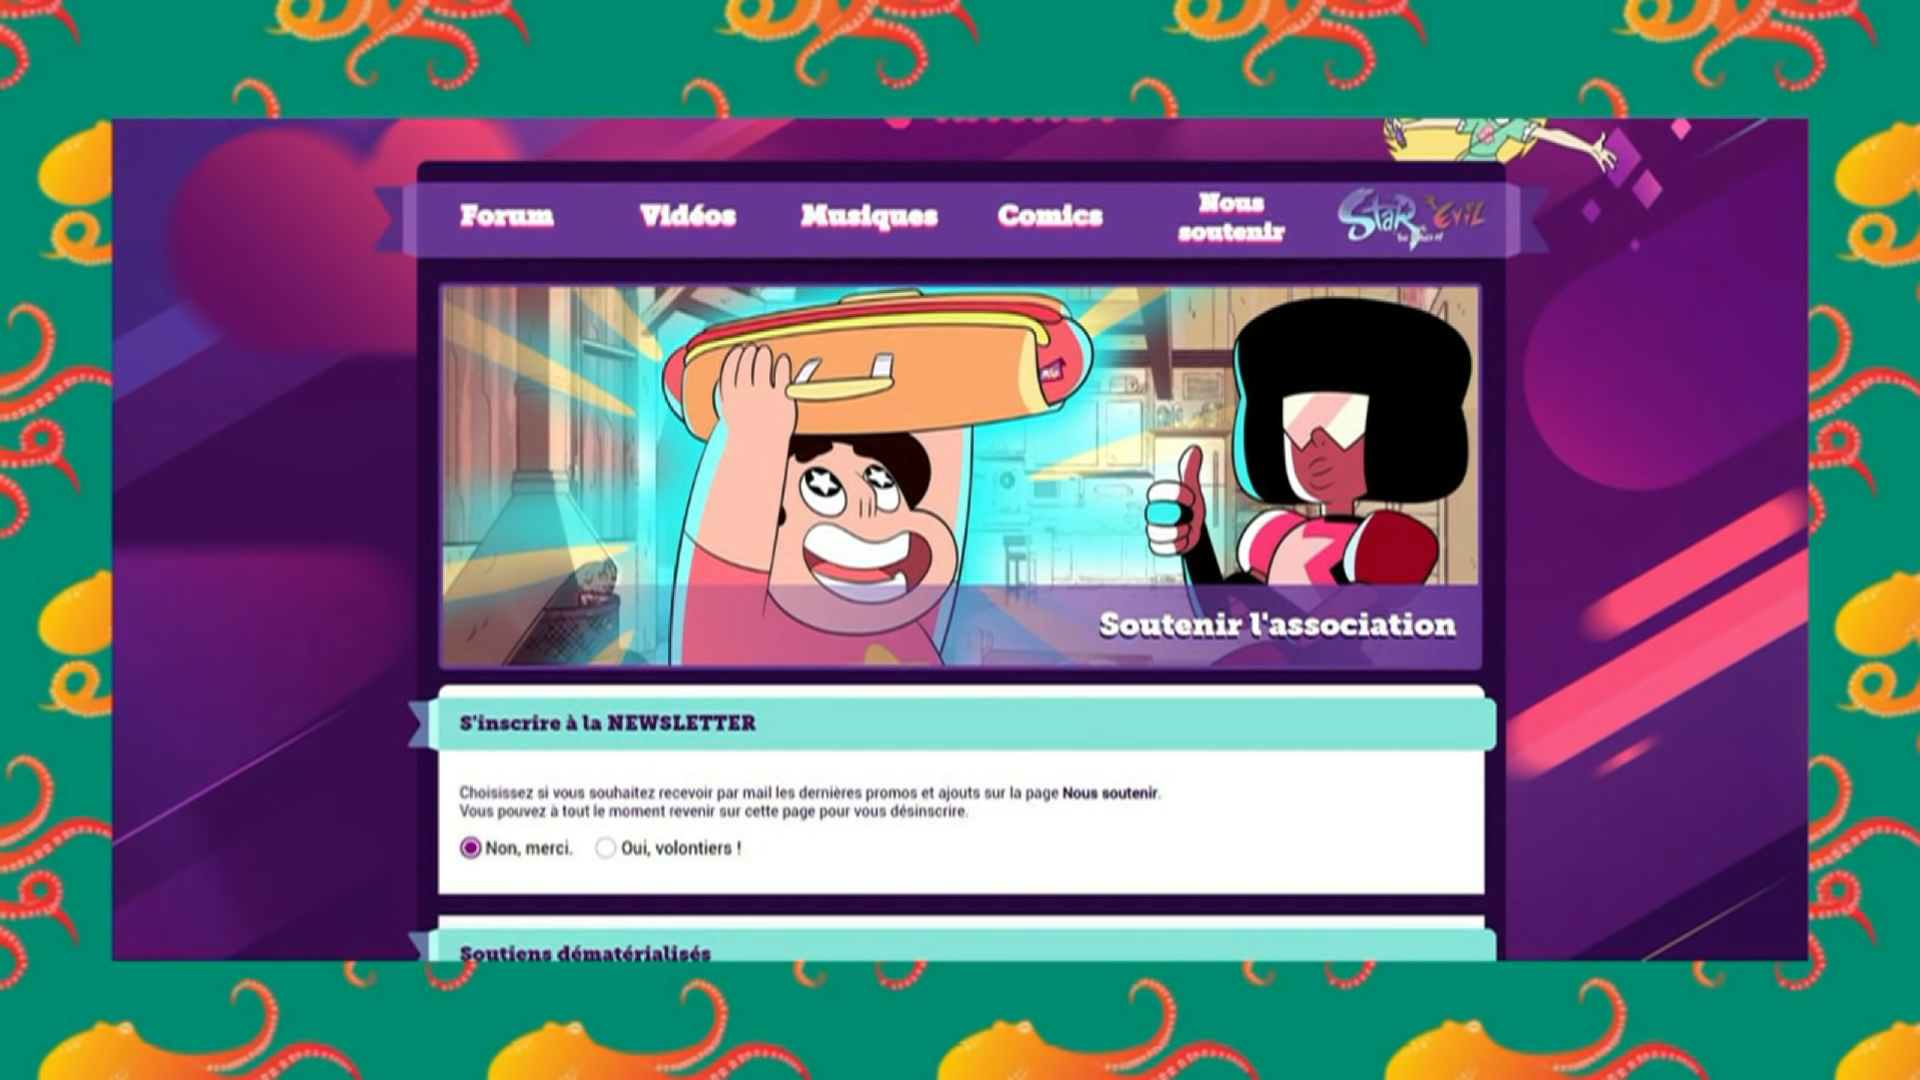 Forum
Vidéos
Musiques
Comics
Nous
soutenir
Star vs Evil
Soutenir l'association
S'inscrire à la NEWSLETTER
Choisissez si vous souhaitez recevoir par mail les dernières promos et ajouts sur la page Nous soutenir.
Vous pouvez à tout le moment revenir sur cette page pour vous désinscrire.
Non, merci.
Oui, volontiers !
Soutiens dématérialisés